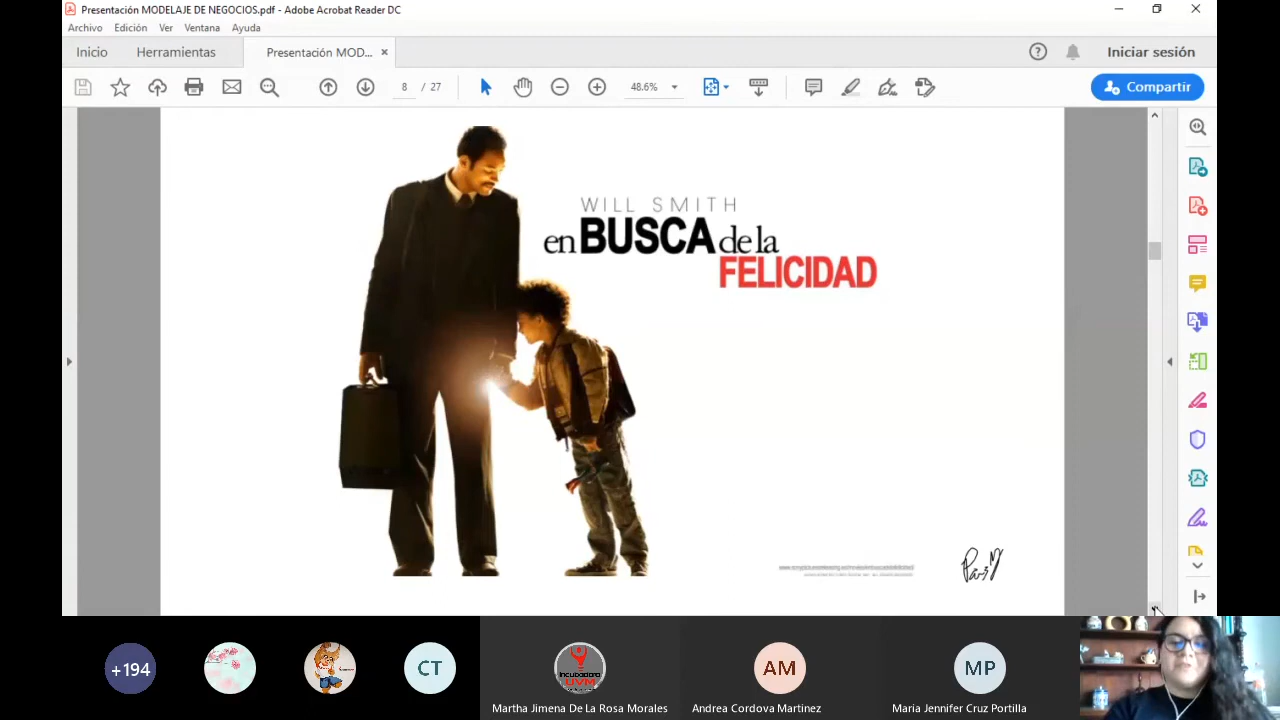 Presentación MODELAJE DE NEGOCIOS.pdf - Adobe Acrobat Reader DC
Archivo Edición Ver Ventana Ayuda
Inicio Herramientas Presentación MOD... × Iniciar sesión
8 / 27 48.6% Compartir
WILL SMITH
en BUSCA de la
FELICIDAD
+194 CT AM MP
incubadora
UVM
Martha Jimena De La Rosa Morales Andrea Cordova Martinez Maria Jennifer Cruz Portilla